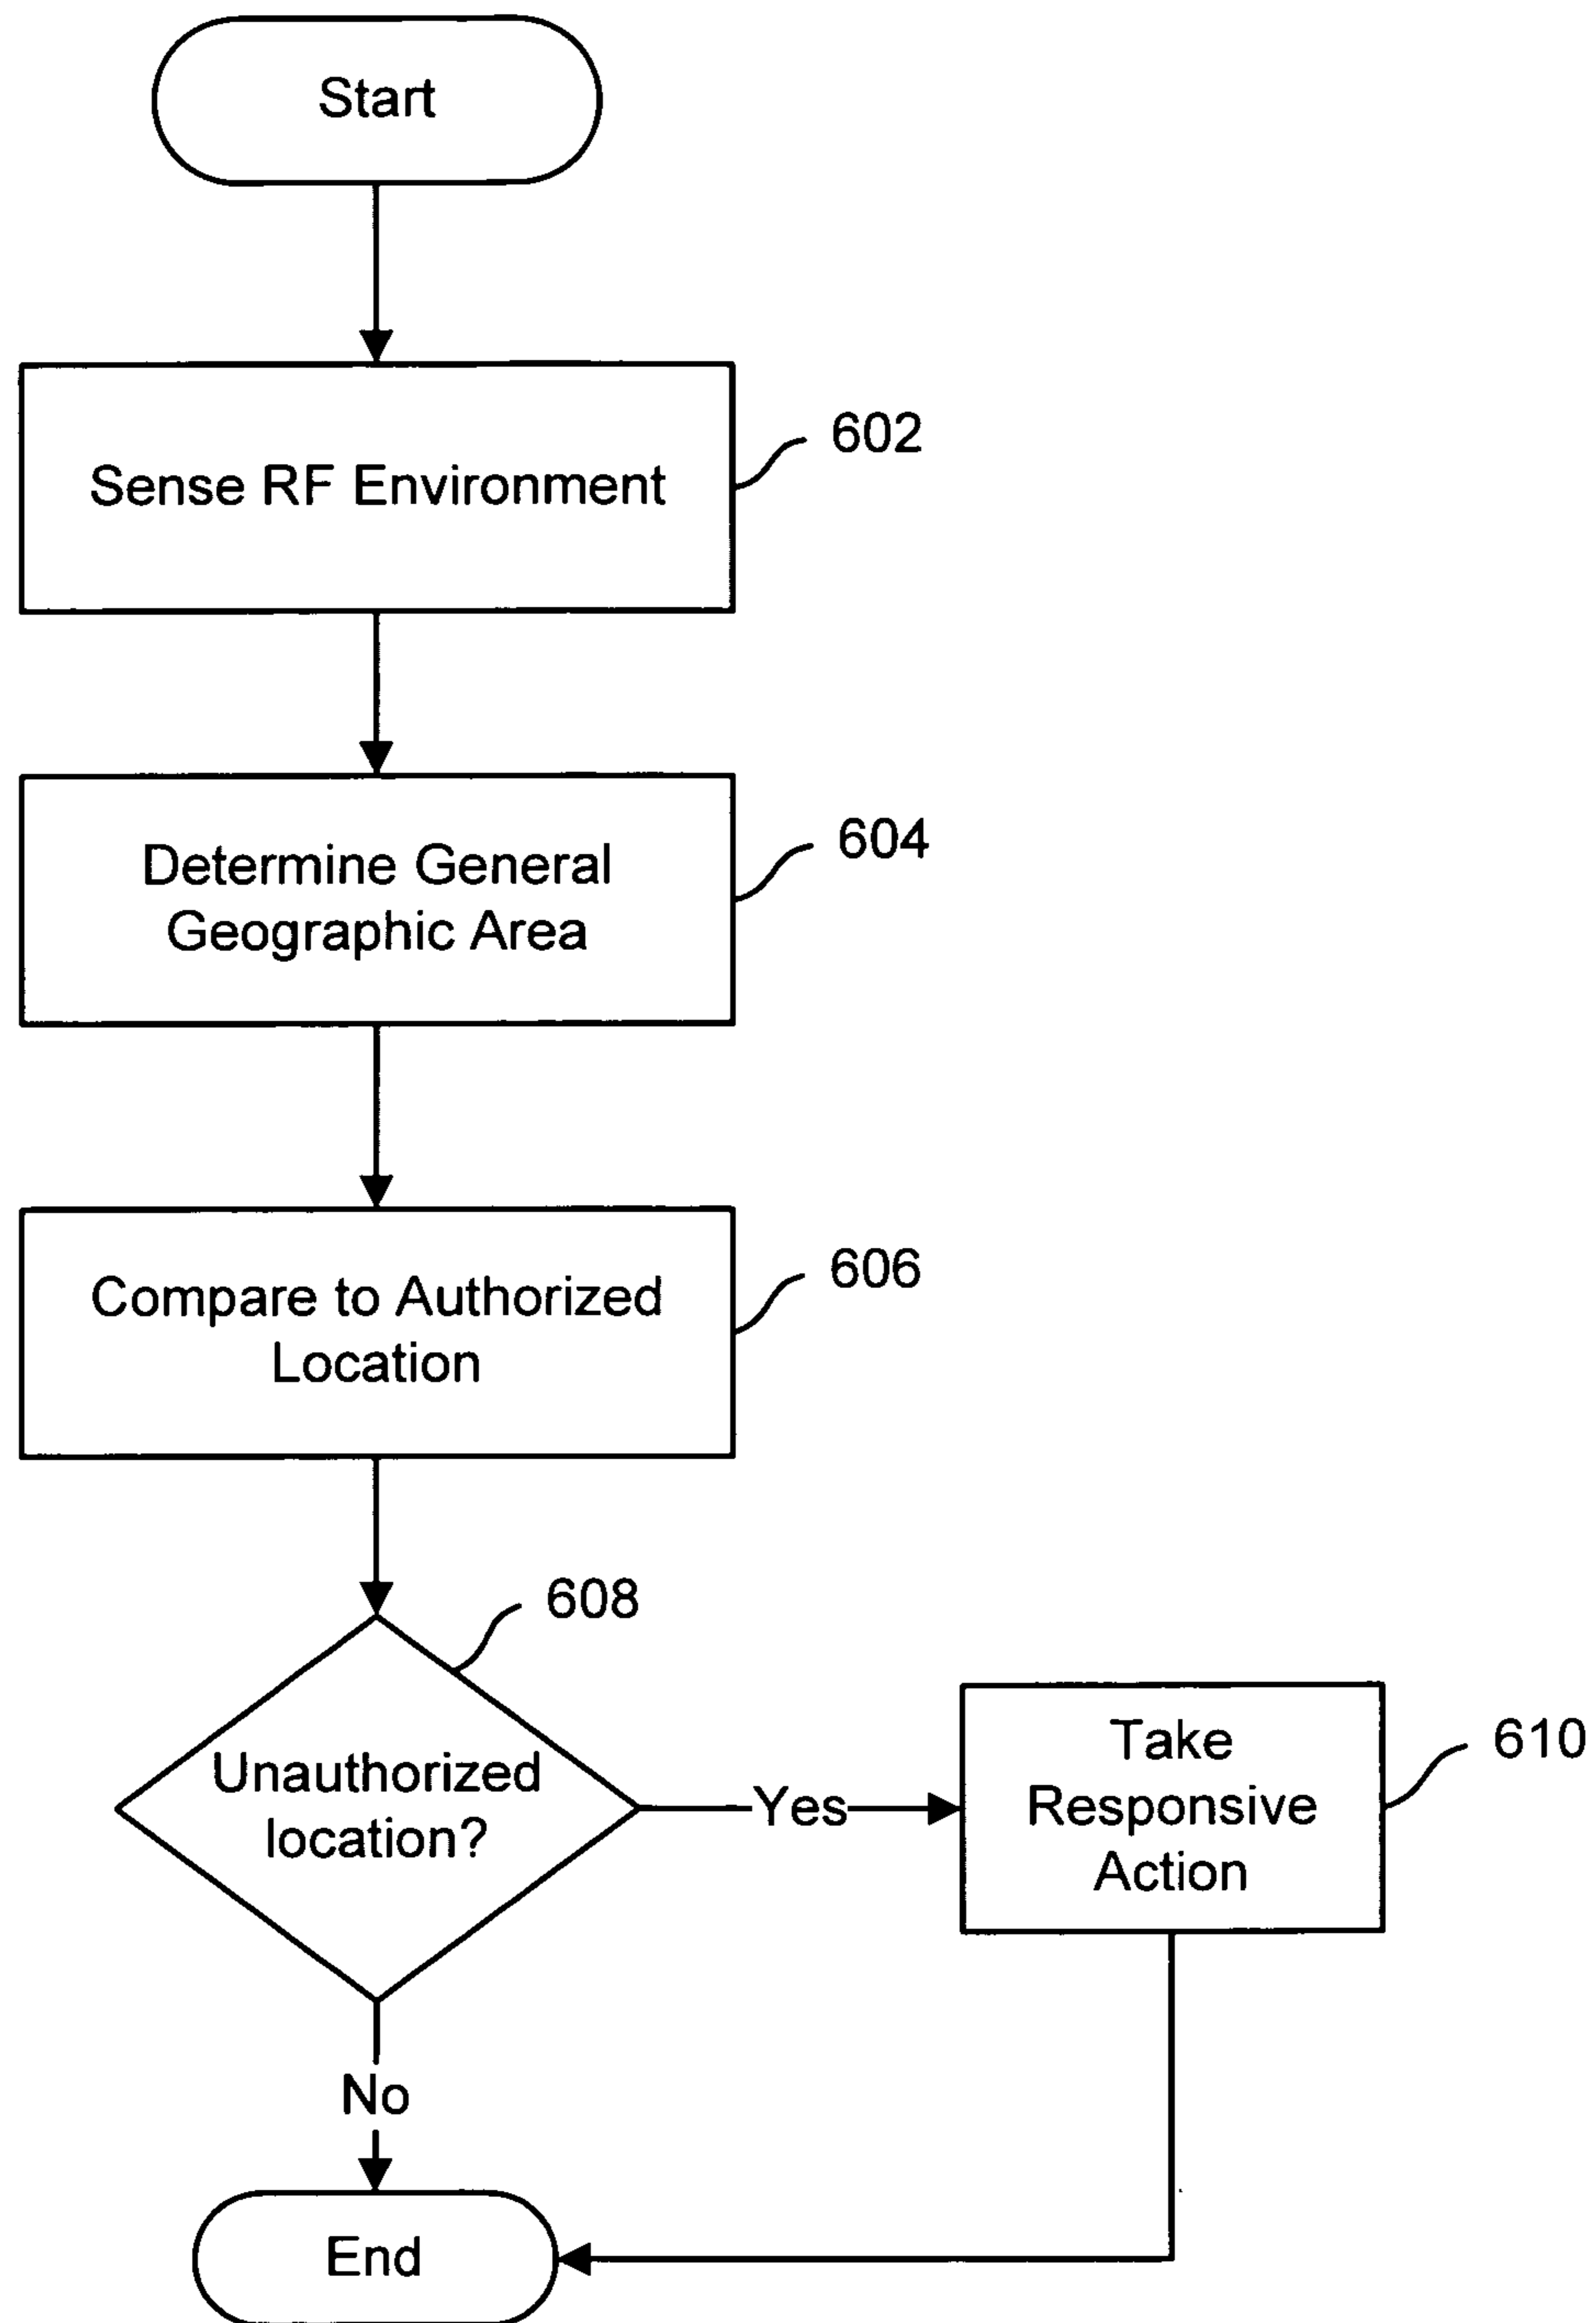 Start
Sense RF Environment
602
Determine General
Geographic Area
604
Compare to Authorized
Location
606
608
Unauthorized
location?
Yes
Take
Responsive
Action
610
No
End